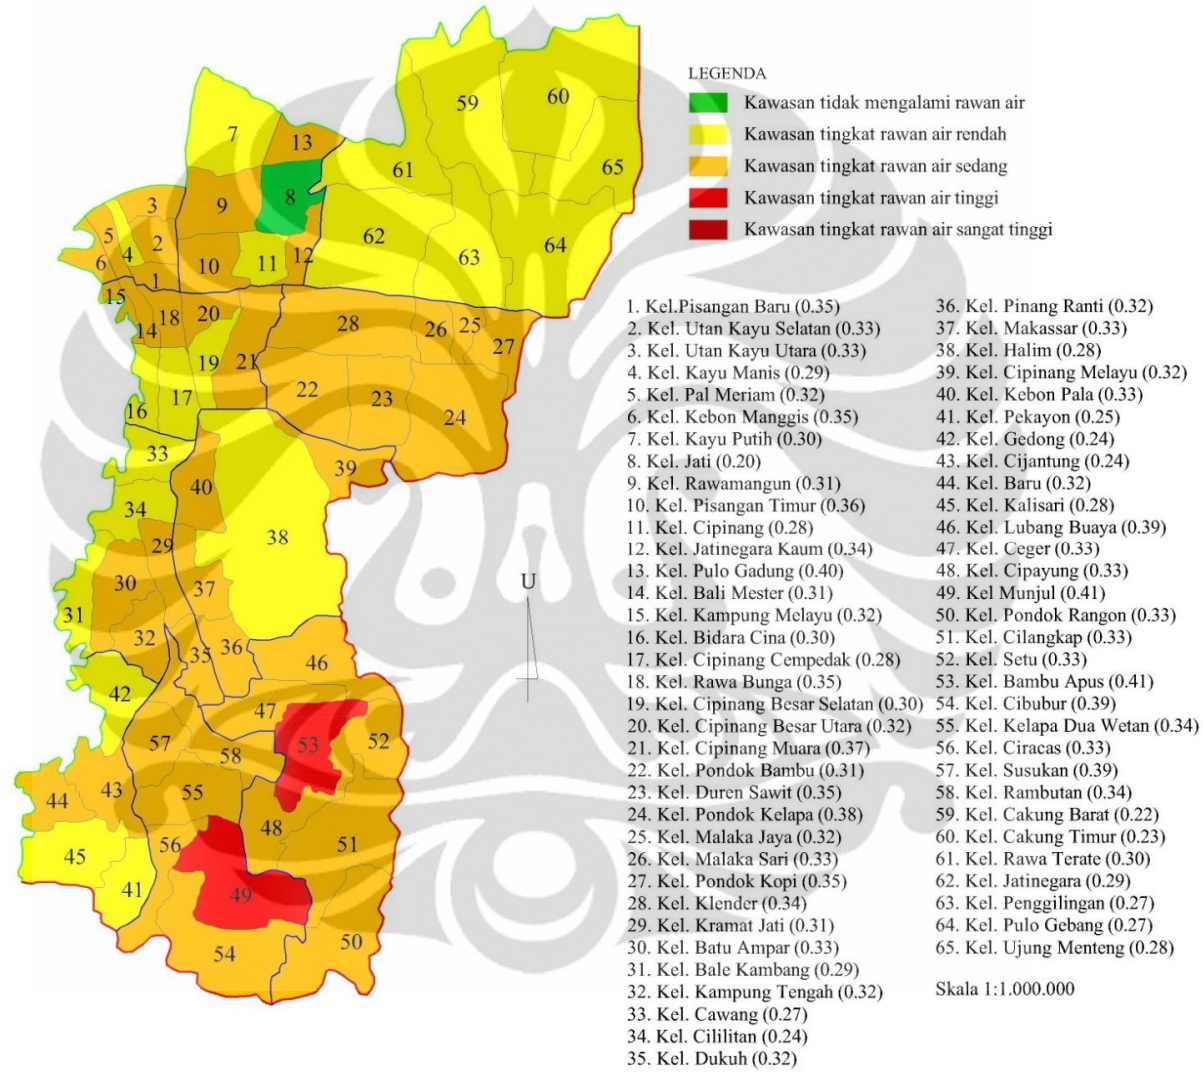 LEGENDA
Kawasan tidak mengalami rawan air
Kawasan tingkat rawan air rendah
Kawasan tingkat rawan air sedang
Kawasan tingkat rawan air tinggi
Kawasan tingkat rawan air sangat tinggi
59
60
7
13
61
65
8
9
3
5
2
62
64
4
6
10
11
12
63
1
15
18
20
28
25
14
26
27
19
21
22
23
24
16
17
33
39
40
34
29
38
30
37
31
32
35
36
46
42
47
53
52
57
58
43
55
44
48
56
51
45
41
49
50
54
U
1. Kel.Pisangan Baru (0.35)
2. Kel. Utan Kayu Selatan (0.33)
3. Kel. Utan Kayu Utara (0.33)
4. Kel. Kayu Manis (0.29)
5. Kel. Pal Meriam (0.32)
6. Kel. Kebon Manggis (0.35)
7. Kel. Kayu Putih (0.30)
8. Kel. Jati (0.20)
9. Kel. Rawamangun (0.31)
10. Kel. Pisangan Timur (0.36)
11. Kel. Cipinang (0.28)
12. Kel. Jatinegara Kaum (0.34)
13. Kel. Pulo Gadung (0.40)
14. Kel. Bali Mester (0.31)
15. Kel. Kampung Melayu (0.32)
16. Kel. Bidara Cina (0.30)
17. Kel. Cipinang Cempedak (0.28)
18. Kel. Rawa Bunga (0.35)
19. Kel. Cipinang Besar Selatan (0.30)
20. Kel. Cipinang Besar Utara (0.32)
21. Kel. Cipinang Muara (0.37)
22. Kel. Pondok Bambu (0.31)
23. Kel. Duren Sawit (0.35)
24. Kel. Pondok Kelapa (0.38)
25. Kel. Malaka Jaya (0.32)
26. Kel. Malaka Sari (0.33)
27. Kel. Pondok Kopi (0.35)
28. Kel. Klender (0.34)
29. Kel. Kramat Jati (0.31)
30. Kel. Batu Ampar (0.33)
31. Kel. Bale Kambang (0.29)
32. Kel. Kampung Tengah (0.32)
33. Kel. Cawang (0.27)
34. Kel. Cililitan (0.24)
35. Kel. Dukuh (0.32)
36. Kel. Pinang Ranti (0.32)
37. Kel. Makassar (0.33)
38. Kel. Halim (0.28)
39. Kel. Cipinang Melayu (0.32)
40. Kel. Kebon Pala (0.33)
41. Kel. Pekayon (0.25)
42. Kel. Gedong (0.24)
43. Kel. Cijantung (0.24)
44. Kel. Baru (0.32)
45. Kel. Kalisari (0.28)
46. Kel. Lubang Buaya (0.39)
47. Kel. Ceger (0.33)
48. Kel. Cipayung (0.33)
49. Kel Munjul (0.41)
50. Kel. Pondok Rangon (0.33)
51. Kel. Cilangkap (0.33)
52. Kel. Setu (0.33)
53. Kel. Bambu Apus (0.41)
54. Kel. Cibubur (0.39)
55. Kel. Kelapa Dua Wetan (0.34)
56. Kel. Ciracas (0.33)
57. Kel. Susukan (0.39)
58. Kel. Rambutan (0.34)
59. Kel. Cakung Barat (0.22)
60. Kel. Cakung Timur (0.23)
61. Kel. Rawa Terate (0.30)
62. Kel. Jatinegara (0.29)
63. Kel. Penggilingan (0.27)
64. Kel. Pulo Gebang (0.27)
65. Kel. Ujung Menteng (0.28)
Skala 1:1.000.000